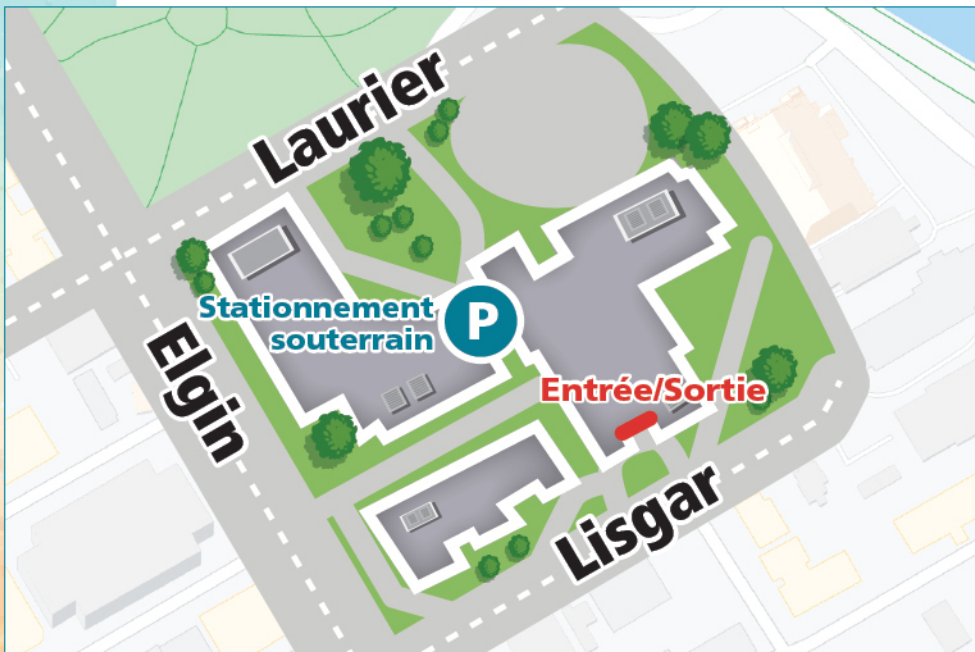 Laurier
Stationnement
souterrain
P
Elgin
Entrée/Sortie
Lisgar